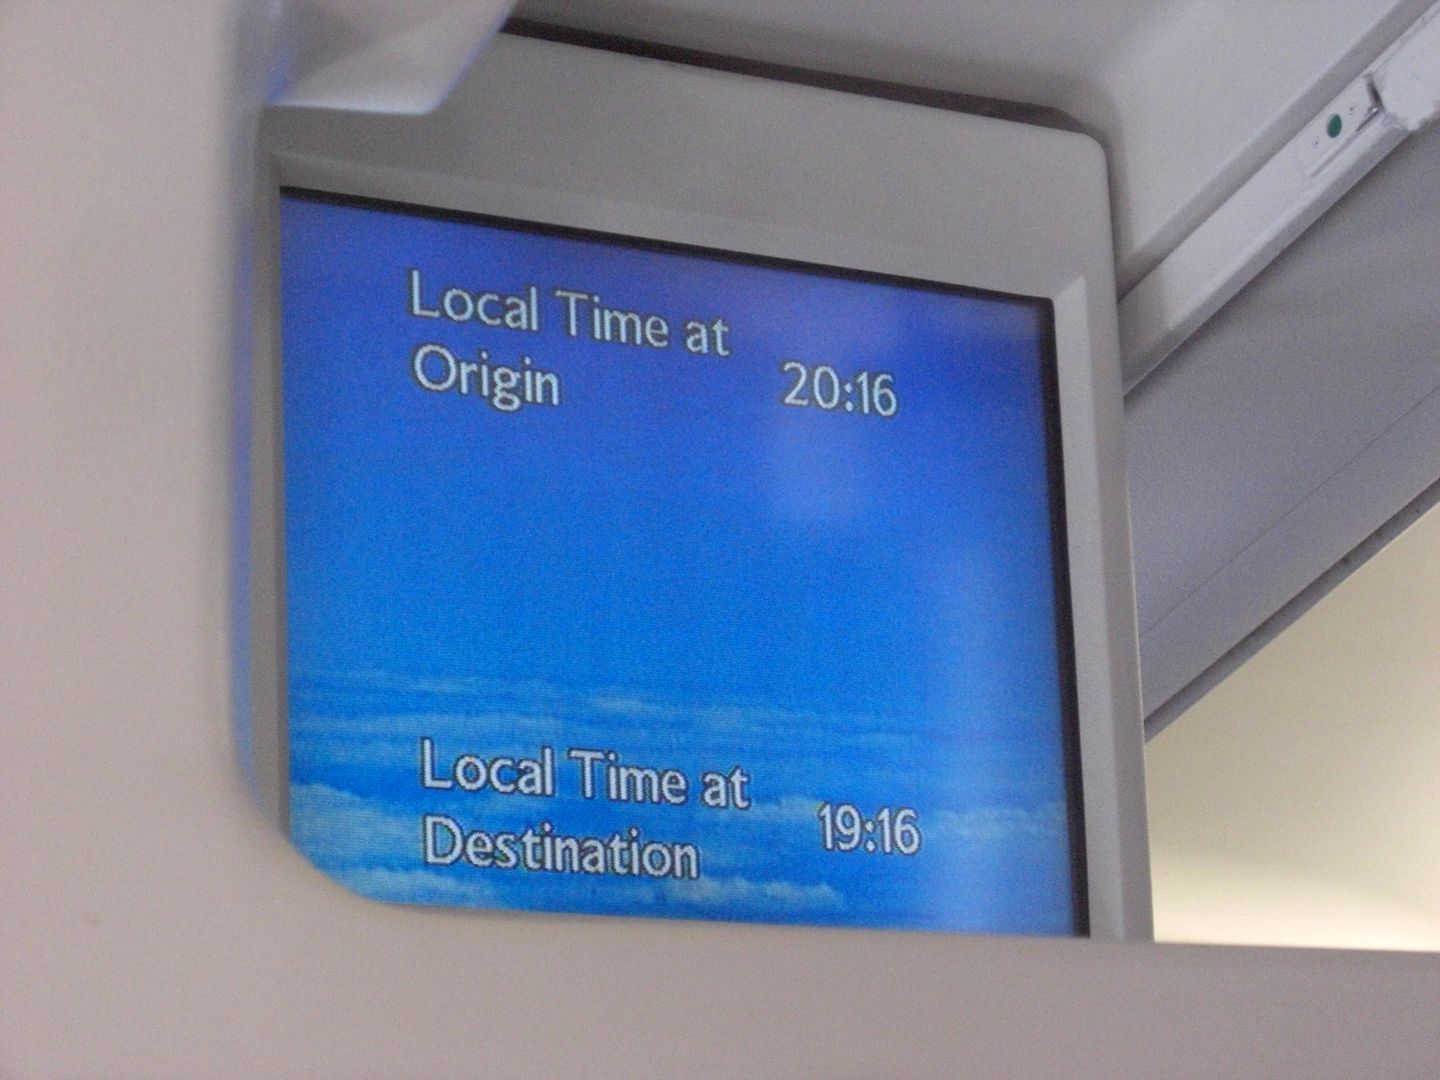 Local Time at
Origin 20:16
Local Time at
Destination 19:16